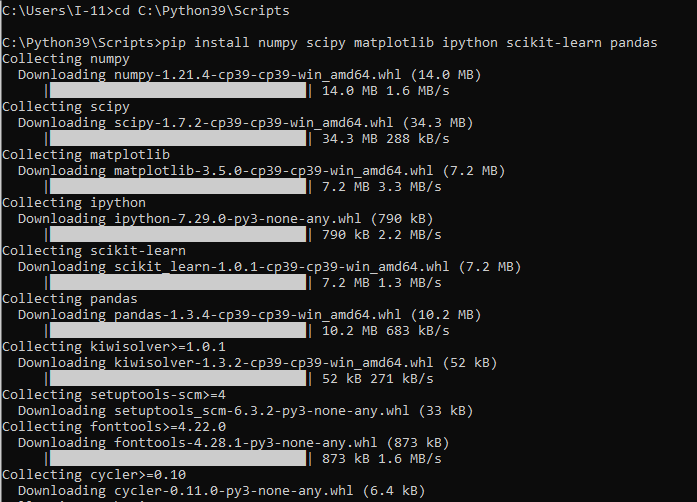 C:\Users\I-11>cd C:\Python39\Scripts
C:\Python39\Scripts>pip install numpy scipy matplotlib ipython scikit-learn pandas
Collecting numpy
  Downloading numpy-1.21.4-cp39-cp39-win_amd64.whl (14.0 MB)
     |████████████████████████████████| 14.0 MB 1.6 MB/s
Collecting scipy
  Downloading scipy-1.7.2-cp39-cp39-win_amd64.whl (34.3 MB)
     |████████████████████████████████| 34.3 MB 288 kB/s
Collecting matplotlib
  Downloading matplotlib-3.5.0-cp39-cp39-win_amd64.whl (7.2 MB)
     |████████████████████████████████| 7.2 MB 3.3 MB/s
Collecting ipython
  Downloading ipython-7.29.0-py3-none-any.whl (790 kB)
     |████████████████████████████████| 790 kB 2.2 MB/s
Collecting scikit-learn
  Downloading scikit_learn-1.0.1-cp39-cp39-win_amd64.whl (7.2 MB)
     |████████████████████████████████| 7.2 MB 1.3 MB/s
Collecting pandas
  Downloading pandas-1.3.4-cp39-cp39-win_amd64.whl (10.2 MB)
     |████████████████████████████████| 10.2 MB 683 kB/s
Collecting kiwisolver>=1.0.1
  Downloading kiwisolver-1.3.2-cp39-cp39-win_amd64.whl (52 kB)
     |████████████████████████████████| 52 kB 271 kB/s
Collecting setuptools-scm>=4
  Downloading setuptools_scm-6.3.2-py3-none-any.whl (33 kB)
Collecting fonttools>=4.22.0
  Downloading fonttools-4.28.1-py3-none-any.whl (873 kB)
     |████████████████████████████████| 873 kB 1.6 MB/s
Collecting cycler>=0.10
  Downloading cycler-0.11.0-py3-none-any.whl (6.4 kB)